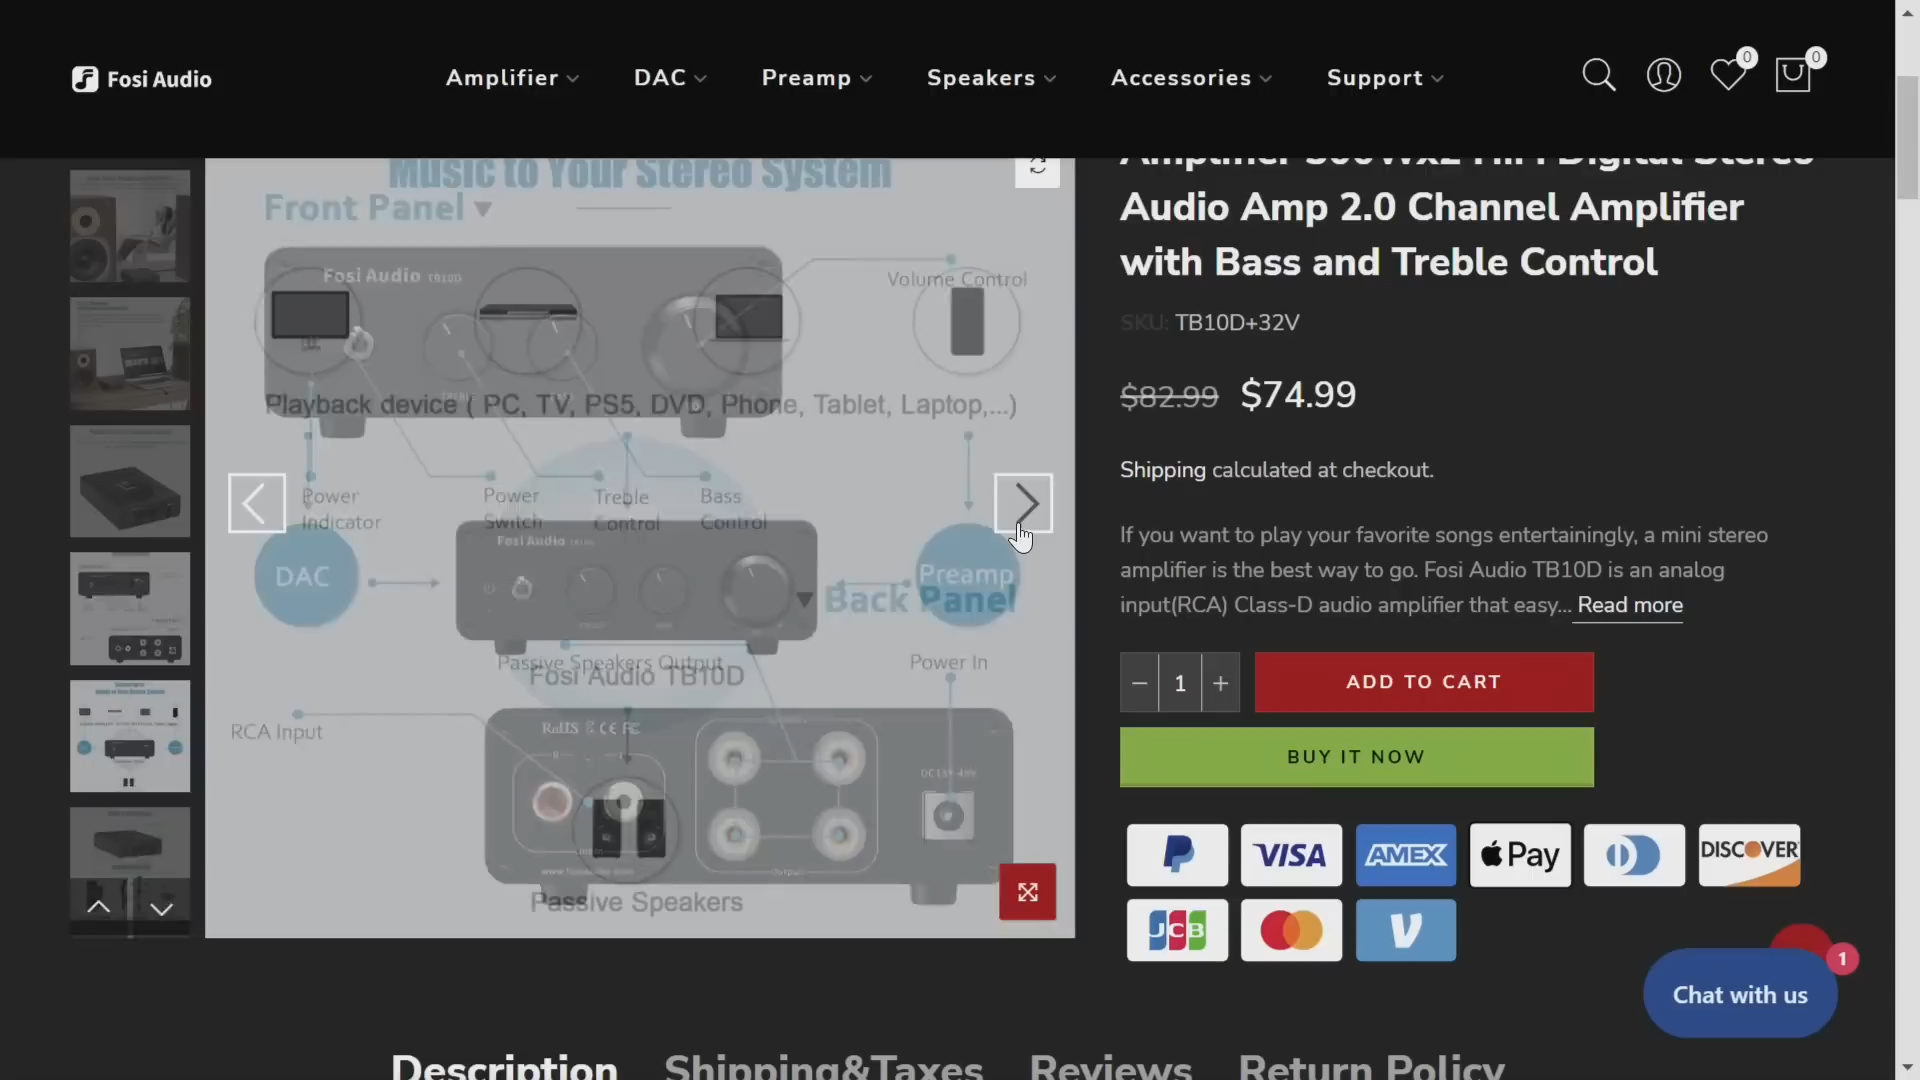 Fosi Audio
Amplifier
DAC
Preamp
Speakers
Accessories
Support
0
0
Music to Your Stereo System
Front Panel
Fosi Audio TB10D
Volume Control
Playback device ( PC, TV, PS5, DVD, Phone, Tablet, Laptop,...)
Power
Indicator
Power
Switch
Treble
Control
Bass
Control
Fosi Audio
DAC
Preamp
Back Panel
Passive Speakers Output
Power In
Fosi Audio TB10D
RCA Input
RoHS CE FC
R
L
Passive Speakers
Audio Amp 2.0 Channel Amplifier
with Bass and Treble Control
SKU: TB10D+32V
$82.99 $74.99
Shipping calculated at checkout.
If you want to play your favorite songs entertainingly, a mini stereo
amplifier is the best way to go. Fosi Audio TB10D is an analog
input(RCA) Class-D audio amplifier that easy... Read more
− 1 +
ADD TO CART
BUY IT NOW
VISA
AMEX
Pay
DISCOVER
JCB
1
Chat with us
Description
Shipping&Taxes
Reviews
Return Policy